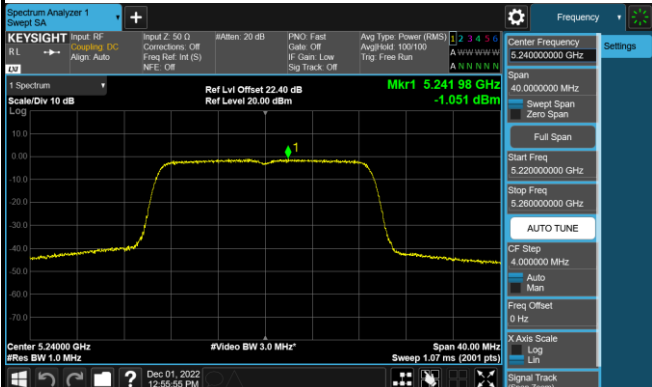 Spectrum Analyzer 1
Swept SA
Frequency
KEYSIGHT
RL
LXI
Input: RF
Coupling: DC
Align: Auto
Input Z: 50 Ω
Corrections: Off
Freq Ref: Int (S)
NFE: Off
#Atten: 20 dB
PNO: Fast
Gate: Off
IF Gain: Low
Sig Track: Off
Avg Type: Power (RMS)
Avg|Hold: 100/100
Trig: Free Run
1 2 3 4 5 6
A W W W W W
A N N N N N
1 Spectrum
Scale/Div 10 dB
Log
Ref Lvl Offset 22.40 dB
Ref Level 20.00 dBm
Mkr1 5.241 98 GHz
-1.051 dBm
1
10.0
0.00
-10.0
-20.0
-30.0
-40.0
-50.0
-60.0
-70.0
Center 5.24000 GHz
#Res BW 1.0 MHz
#Video BW 3.0 MHz*
Span 40.00 MHz
Sweep 1.07 ms (2001 pts)
Dec 01, 2022
12:55:55 PM
Center Frequency
5.240000000 GHz
Settings
Span
40.0000000 MHz
Swept Span
Zero Span
Full Span
Start Freq
5.220000000 GHz
Stop Freq
5.260000000 GHz
AUTO TUNE
CF Step
4.000000 MHz
Auto
Man
Freq Offset
0 Hz
X Axis Scale
Log
Lin
Signal Track